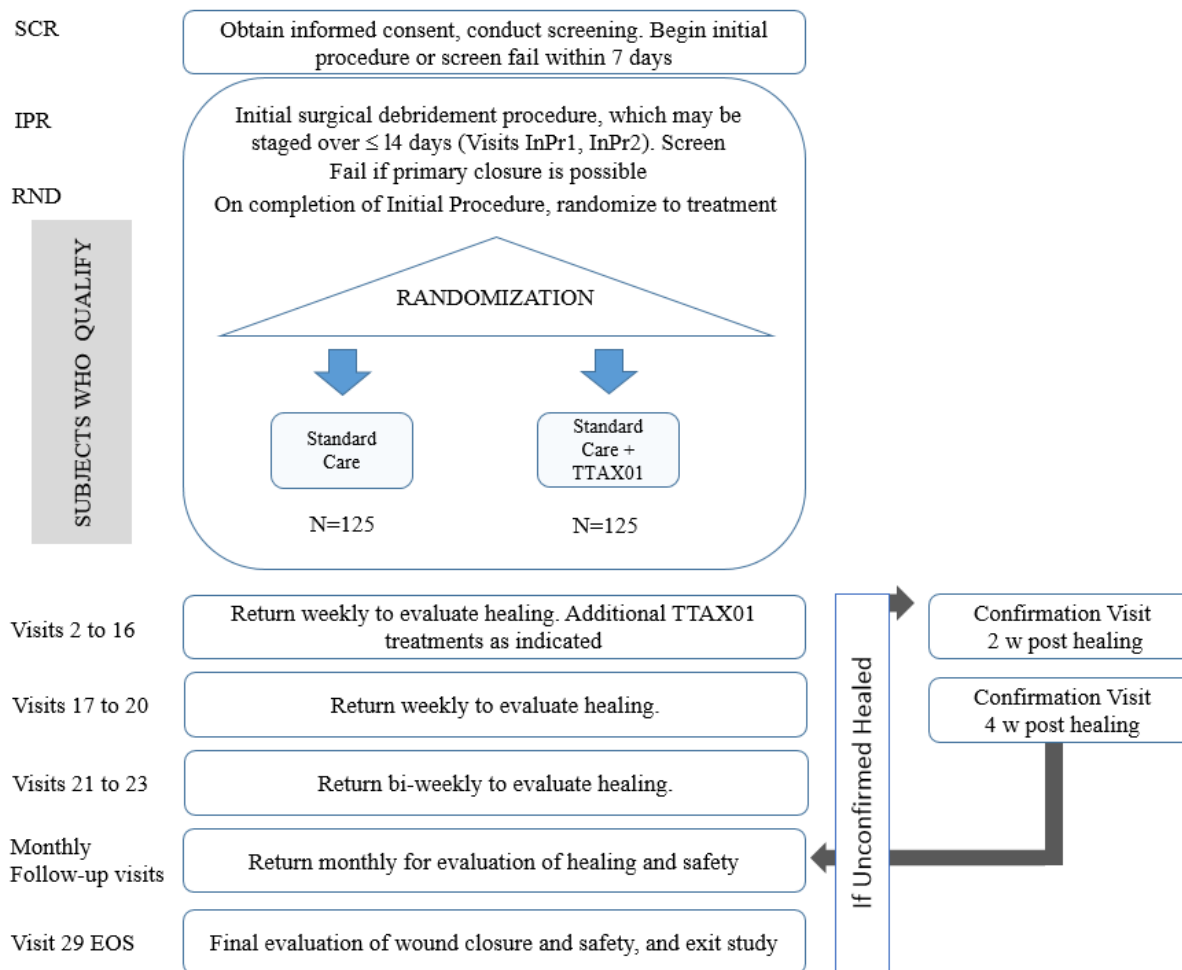 SCR
Obtain informed consent, conduct screening. Begin initial
procedure or screen fail within 7 days
IPR
Initial surgical debridement procedure, which may be
staged over ≤ l4 days (Visits InPr1, InPr2). Screen
Fail if primary closure is possible
RND
On completion of Initial Procedure, randomize to treatment
SUBJECTS WHO QUALIFY
RANDOMIZATION
Standard
Care
Standard
Care +
TTAX01
N=125
N=125
Visits 2 to 16
Return weekly to evaluate healing. Additional TTAX01
treatments as indicated
Visits 17 to 20
Return weekly to evaluate healing.
Visits 21 to 23
Return bi-weekly to evaluate healing.
Monthly
Follow-up visits
Return monthly for evaluation of healing and safety
Visit 29 EOS
Final evaluation of wound closure and safety, and exit study
If Unconfirmed Healed
Confirmation Visit
2 w post healing
Confirmation Visit
4 w post healing